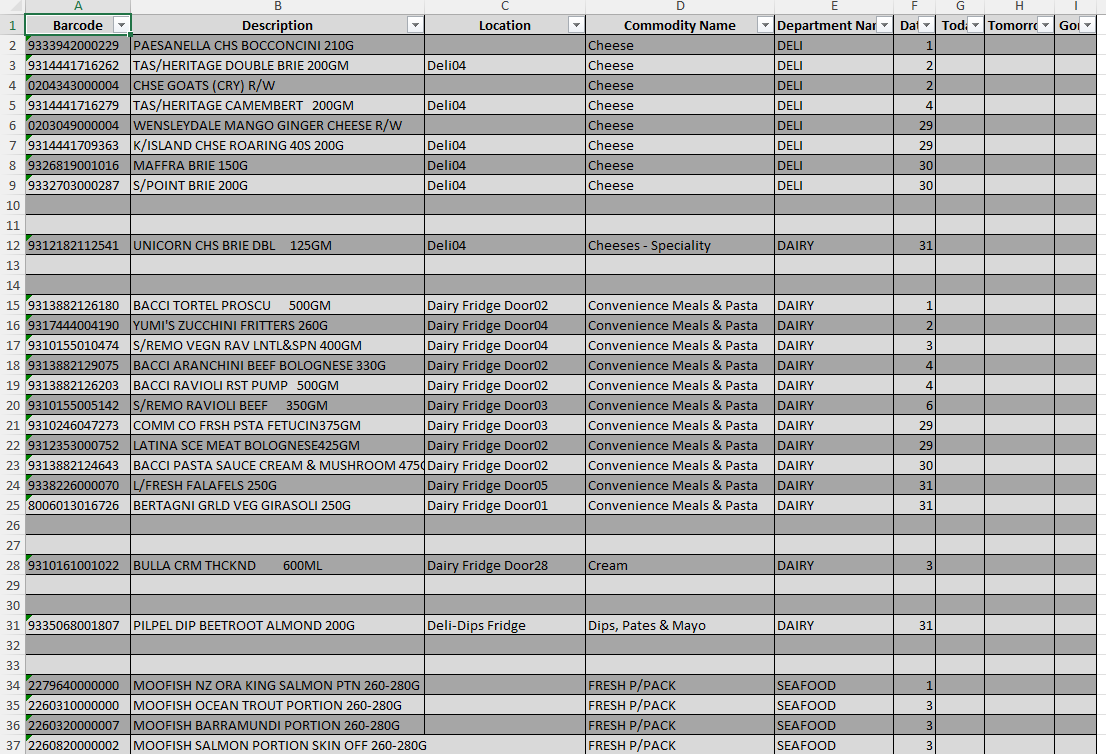 A B C D E F G H I
1 Barcode Description Location Commodity Name Department Nar Dat Toda Tomorro Go
2 9333942000229 PAESANELLA CHS BOCCONCINI 210G Cheese DELI 1
3 9314441716262 TAS/HERITAGE DOUBLE BRIE 200GM Deli04 Cheese DELI 2
4 0204343000004 CHSE GOATS (CRY) R/W Cheese DELI 2
5 9314441716279 TAS/HERITAGE CAMEMBERT 200GM Deli04 Cheese DELI 4
6 0203049000004 WENSLEYDALE MANGO GINGER CHEESE R/W Cheese DELI 29
7 9314441709363 K/ISLAND CHSE ROARING 40S 200G Deli04 Cheese DELI 29
8 9326819001016 MAFFRA BRIE 150G Deli04 Cheese DELI 30
9 9332703000287 S/POINT BRIE 200G Deli04 Cheese DELI 30
10
11
12 9312182112541 UNICORN CHS BRIE DBL 125GM Deli04 Cheeses - Speciality DAIRY 31
13
14
15 9313882126180 BACCI TORTEL PROSCU 500GM Dairy Fridge Door02 Convenience Meals & Pasta DAIRY 1
16 9317444004190 YUMI'S ZUCCHINI FRITTERS 260G Dairy Fridge Door04 Convenience Meals & Pasta DAIRY 2
17 9310155010474 S/REMO VEGN RAV LNTL&SPN 400GM Dairy Fridge Door04 Convenience Meals & Pasta DAIRY 3
18 9313882129075 BACCI ARANCHINI BEEF BOLOGNESE 330G Dairy Fridge Door02 Convenience Meals & Pasta DAIRY 4
19 9313882126203 BACCI RAVIOLI RST PUMP 500GM Dairy Fridge Door02 Convenience Meals & Pasta DAIRY 4
20 9310155005142 S/REMO RAVIOLI BEEF 350GM Dairy Fridge Door03 Convenience Meals & Pasta DAIRY 6
21 9310246047273 COMM CO FRSH PSTA FETUCIN375GM Dairy Fridge Door03 Convenience Meals & Pasta DAIRY 29
22 9312353000752 LATINA SCE MEAT BOLOGNESE425GM Dairy Fridge Door02 Convenience Meals & Pasta DAIRY 29
23 9313882124643 BACCI PASTA SAUCE CREAM & MUSHROOM 475G Dairy Fridge Door02 Convenience Meals & Pasta DAIRY 30
24 9338226000070 L/FRESH FALAFELS 250G Dairy Fridge Door05 Convenience Meals & Pasta DAIRY 31
25 8006013016726 BERTAGNI GRLD VEG GIRASOLI 250G Dairy Fridge Door01 Convenience Meals & Pasta DAIRY 31
26
27
28 9310161001022 BULLA CRM THCKND 600ML Dairy Fridge Door28 Cream DAIRY 3
29
30
31 9335068001807 PILPEL DIP BEETROOT ALMOND 200G Deli-Dips Fridge Dips, Pates & Mayo DAIRY 31
32
33
34 2279640000000 MOOFISH NZ ORA KING SALMON PTN 260-280G FRESH P/PACK SEAFOOD 1
35 2260310000000 MOOFISH OCEAN TROUT PORTION 260-280G FRESH P/PACK SEAFOOD 3
36 2260320000007 MOOFISH BARRAMUNDI PORTION 260-280G FRESH P/PACK SEAFOOD 3
37 2260820000002 MOOFISH SALMON PORTION SKIN OFF 260-280G FRESH P/PACK SEAFOOD 3